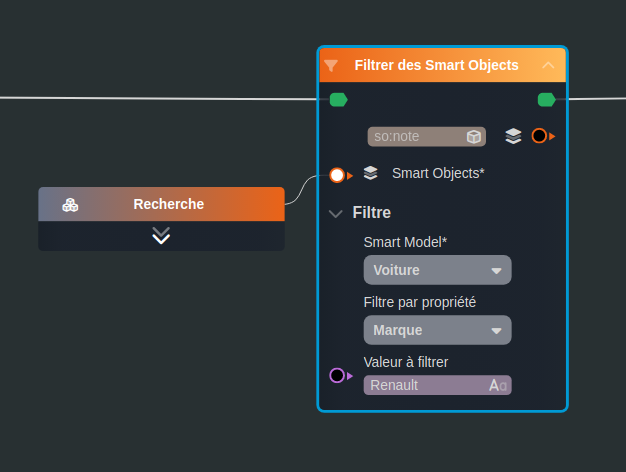 Filtrer des Smart Objects
so:note
Smart Objects*
Recherche
Filtre
Smart Model*
Voiture
Filtre par propriété
Marque
Valeur à filtrer
Renault Aa